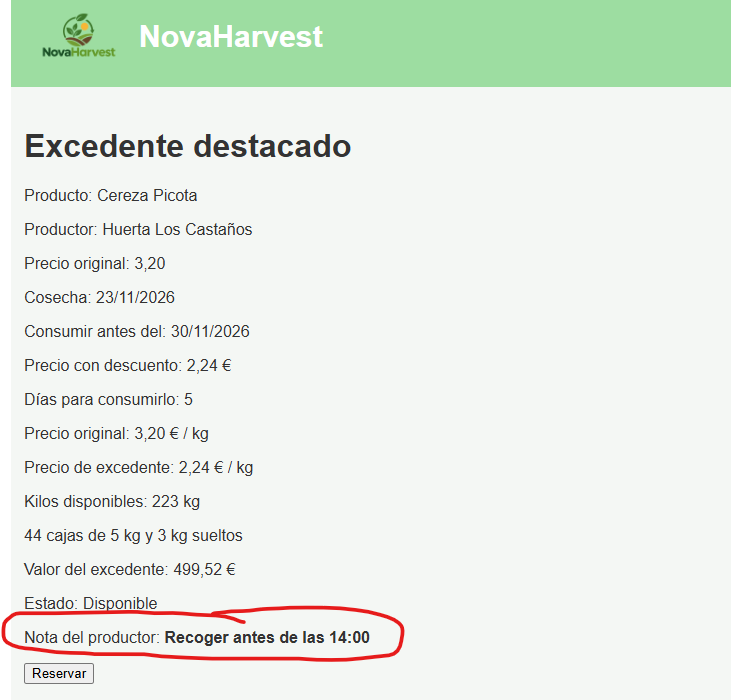 NovaHarvest
NovaHarvest
Excedente destacado
Producto: Cereza Picota
Productor: Huerta Los Castaños
Precio original: 3,20
Cosecha: 23/11/2026
Consumir antes del: 30/11/2026
Precio con descuento: 2,24 €
Días para consumirlo: 5
Precio original: 3,20 € / kg
Precio de excedente: 2,24 € / kg
Kilos disponibles: 223 kg
44 cajas de 5 kg y 3 kg sueltos
Valor del excedente: 499,52 €
Estado: Disponible
Nota del productor: Recoger antes de las 14:00
Reservar